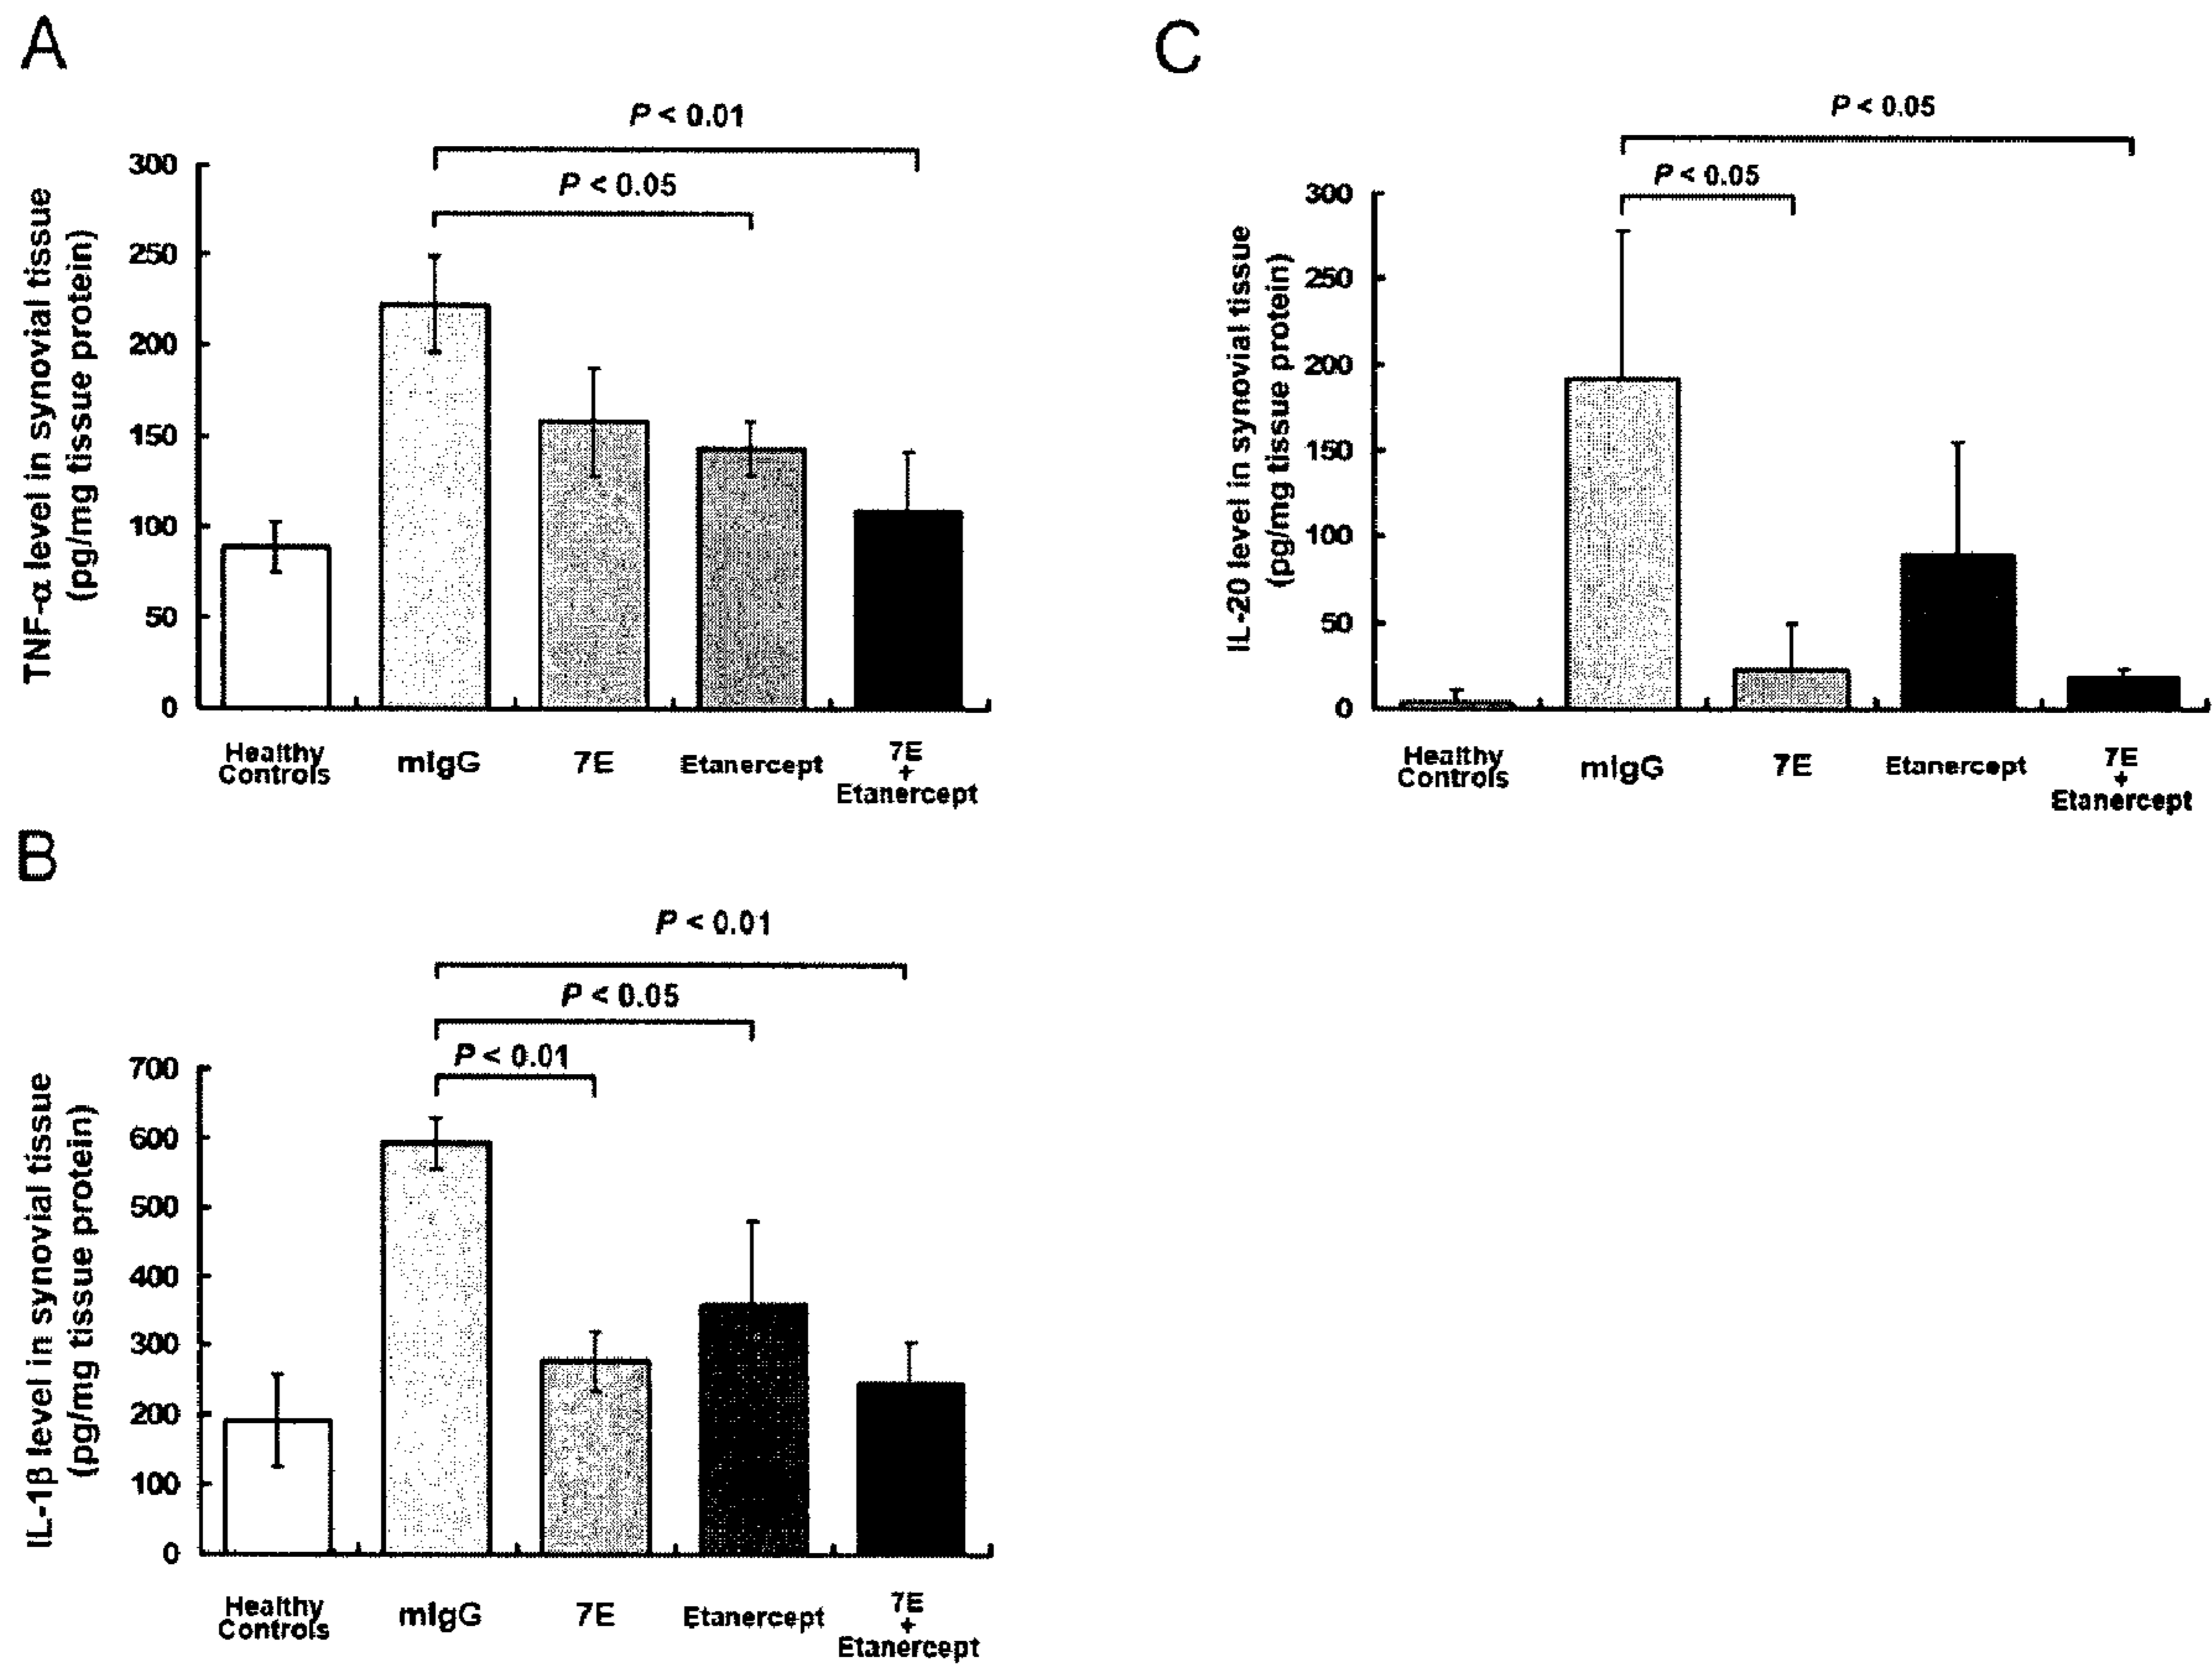 A
P < 0.01
P < 0.05
TNF-α level in synovial tissue
(pg/mg tissue protein)
300
250
200
150
100
50
0
Healthy
Controls
mIgG
7E
Etanercept
7E
+
Etanercept
B
P < 0.01
P < 0.05
P < 0.01
IL-1β level in synovial tissue
(pg/mg tissue protein)
700
600
500
400
300
200
100
0
Healthy
Controls
mIgG
7E
Etanercept
7E
+
Etanercept
C
P < 0.05
P < 0.05
IL-20 level in synovial tissue
(pg/mg tissue protein)
300
250
200
150
100
50
0
Healthy
Controls
mIgG
7E
Etanercept
7E
+
Etanercept